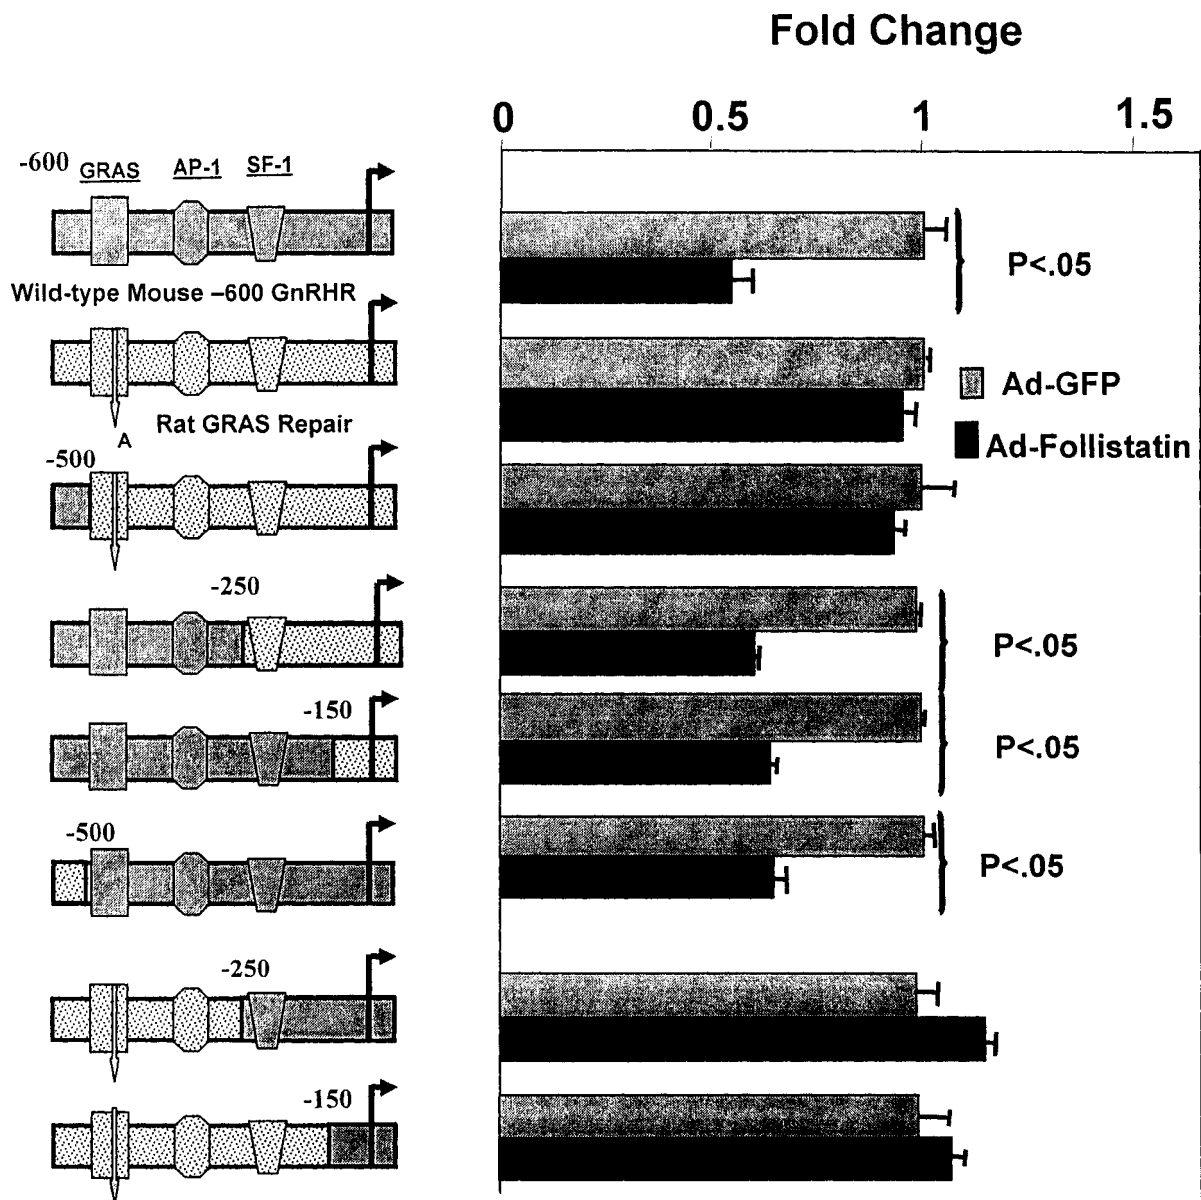 Fold Change
0 0.5 1 1.5
-600 GRAS AP-1 SF-1
P<.05
Wild-type Mouse –600 GnRHR
Ad-GFP
A Rat GRAS Repair
Ad-Follistatin
-500
-250
P<.05
-150
P<.05
-500
P<.05
-250
-150